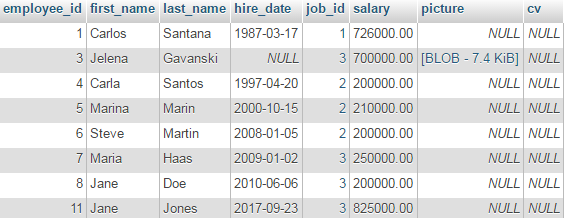 employee_id first_name last_name hire_date job_id salary picture cv
1 Carlos Santana 1987-03-17 1 726000.00 NULL NULL
3 Jelena Gavanski NULL 3 700000.00 [BLOB - 7.4 KiB] NULL
4 Carla Santos 1997-04-20 2 200000.00 NULL NULL
5 Marina Marin 2000-10-15 2 210000.00 NULL NULL
6 Steve Martin 2008-01-05 2 200000.00 NULL NULL
7 Maria Haas 2009-01-02 3 250000.00 NULL NULL
8 Jane Doe 2010-06-06 3 200000.00 NULL NULL
11 Jane Jones 2017-09-23 3 825000.00 NULL NULL